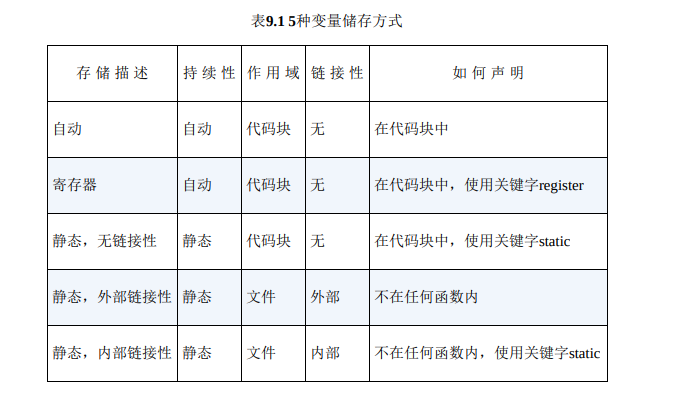 表9.1 5种变量储存方式
存储描述 持续性 作用域 链接性 如何声明
自动 自动 代码块 无 在代码块中
寄存器 自动 代码块 无 在代码块中，使用关键字register
静态，无链接性 静态 代码块 无 在代码块中，使用关键字static
静态，外部链接性 静态 文件 外部 不在任何函数内
静态，内部链接性 静态 文件 内部 不在任何函数内，使用关键字static